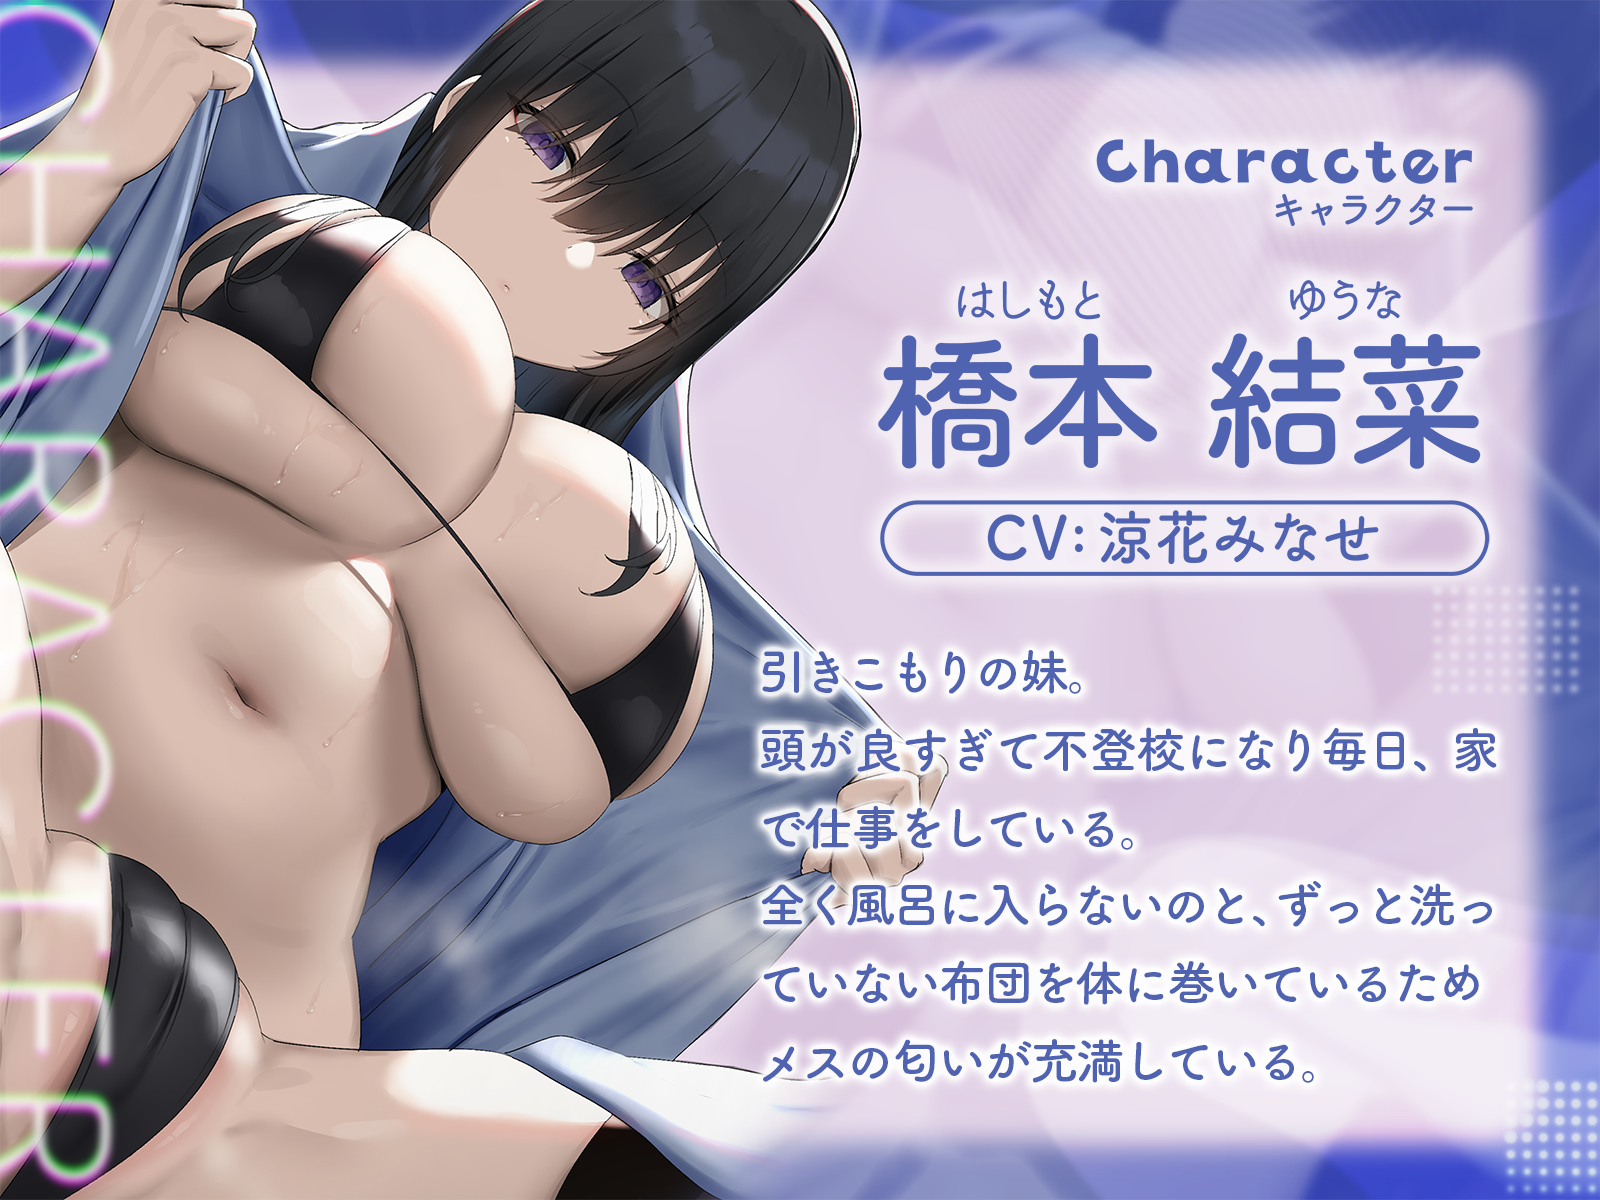 CHARACTER
Character
キャラクター
はしもと ゆうな
橋本 結菜
CV:涼花みなせ
引きこもりの妹。
頭が良すぎて不登校になり毎日、家
で仕事をしている。
全く風呂に入らないのと、ずっと洗っ
ていない布団を体に巻いているため
メスの匂いが充満している。